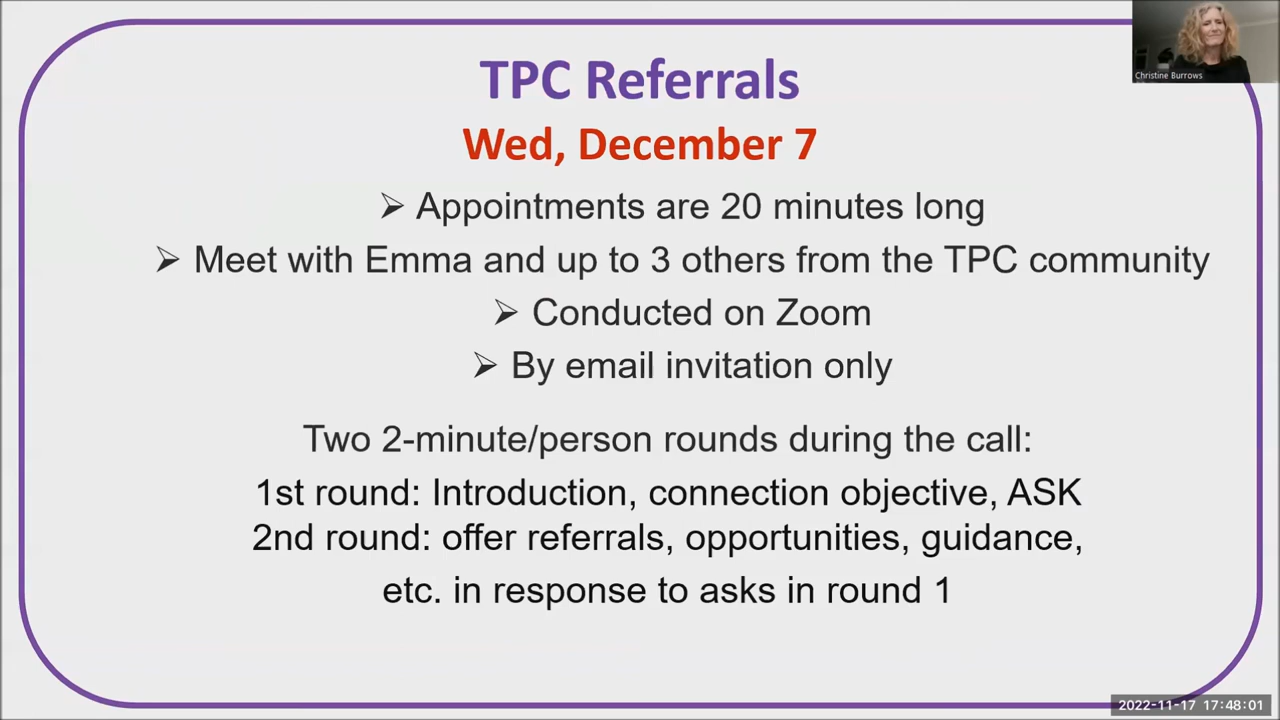 TPC Referrals
Wed, December 7
➢ Appointments are 20 minutes long
➢ Meet with Emma and up to 3 others from the TPC community
➢ Conducted on Zoom
➢ By email invitation only
Two 2-minute/person rounds during the call:
1st round: Introduction, connection objective, ASK
2nd round: offer referrals, opportunities, guidance,
etc. in response to asks in round 1
Christine Burrows
2022-11-17 17:48:01